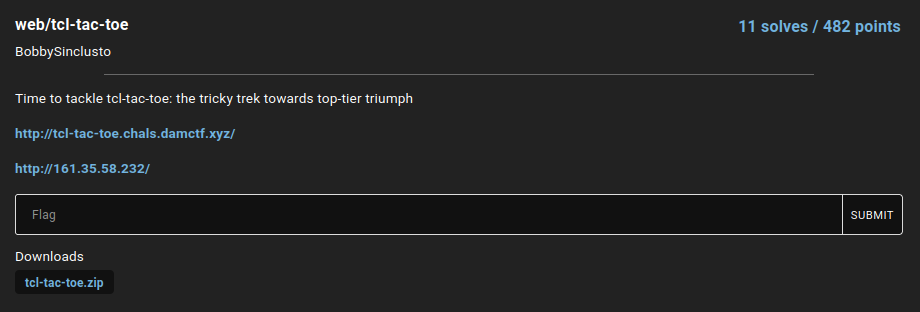 web/tcl-tac-toe
11 solves / 482 points
BobbySinclusto
Time to tackle tcl-tac-toe: the tricky trek towards top-tier triumph
http://tcl-tac-toe.chals.damctf.xyz/
http://161.35.58.232/
Flag
SUBMIT
Downloads
tcl-tac-toe.zip